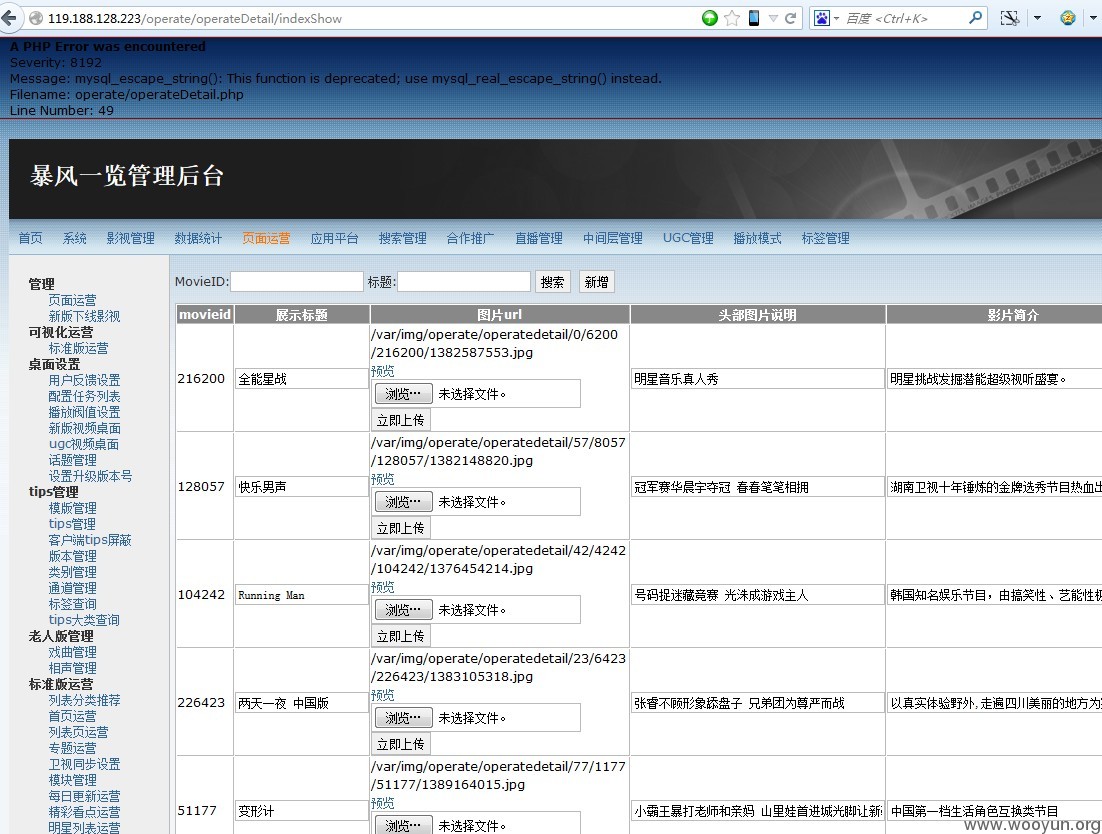 119.188.128.223/operate/operateDetail/indexShow
百度 <Ctrl+K>
A PHP Error was encountered
Severity: 8192
Message: mysql_escape_string(): This function is deprecated; use mysql_real_escape_string() instead.
Filename: operate/operateDetail.php
Line Number: 49
暴风一览管理后台
首页 系统 影视管理 数据统计 页面运营 应用平台 搜索管理 合作推广 直播管理 中间层管理 UGC管理 播放模式 标签管理
管理
页面运营
新版下线影视
可视化运营
标准版运营
桌面设置
用户反馈设置
配置任务列表
播放阀值设置
新版视频桌面
ugc视频桌面
话题管理
设置升级版本号
tips管理
模版管理
tips管理
客户端tips屏蔽
版本管理
类别管理
通道管理
标签查询
tips大类查询
老人版管理
戏曲管理
相声管理
标准版运营
列表分类推荐
首页运营
列表页运营
专题运营
卫视同步设置
模块管理
每日更新运营
精彩看点运营
明星列表运营
MovieID: 标题: 搜索 新增
movieid 展示标题 图片url 头部图片说明 影片简介
/var/img/operate/operatedetail/0/6200
/216200/1382587553.jpg
预览
216200 全能星战 浏览… 未选择文件。 明星音乐真人秀 明星挑战发掘潜能超级视听盛宴。
立即上传
/var/img/operate/operatedetail/57/8057
/128057/1382148820.jpg
预览
128057 快乐男声 浏览… 未选择文件。 冠军赛华晨宇夺冠 春春笔笔相拥 湖南卫视十年锤炼的金牌选秀节目热血出
立即上传
/var/img/operate/operatedetail/42/4242
/104242/1376454214.jpg
预览
104242 Running Man 浏览… 未选择文件。 号码捉迷藏竞赛 光洙成游戏主人 韩国知名娱乐节目，由搞笑性、艺能性极
立即上传
/var/img/operate/operatedetail/23/6423
/226423/1383105318.jpg
预览
226423 两天一夜 中国版 浏览… 未选择文件。 张睿不顾形象舔盘子 兄弟团为尊严而战 以真实体验野外,走遍四川美丽的地方为
立即上传
/var/img/operate/operatedetail/77/1177
/51177/1389164015.jpg
预览
51177 变形计 浏览… 未选择文件。 小霸王暴打老师和亲妈 山里娃首进城光脚让新 中国第一档生活角色互换类节目
www.wooyun.org